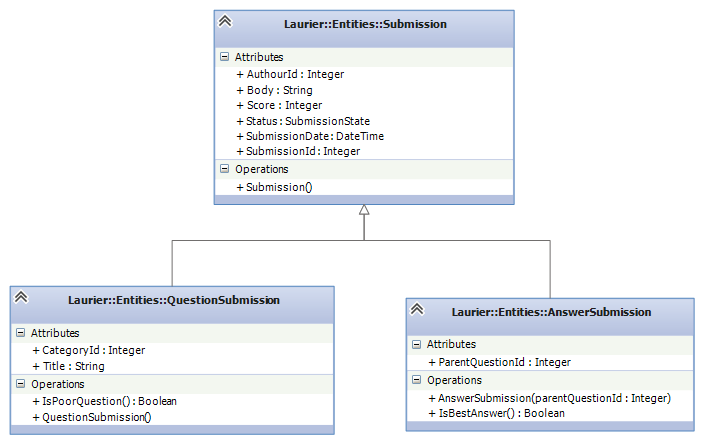 Laurier::Entities::Submission
Attributes
+ AuthourId : Integer
+ Body : String
+ Score : Integer
+ Status : SubmissionState
+ SubmissionDate : DateTime
+ SubmissionId : Integer
Operations
+ Submission()
Laurier::Entities::QuestionSubmission
Attributes
+ CategoryId : Integer
+ Title : String
Operations
+ IsPoorQuestion() : Boolean
+ QuestionSubmission()
Laurier::Entities::AnswerSubmission
Attributes
+ ParentQuestionId : Integer
Operations
+ AnswerSubmission(parentQuestionId : Integer)
+ IsBestAnswer() : Boolean